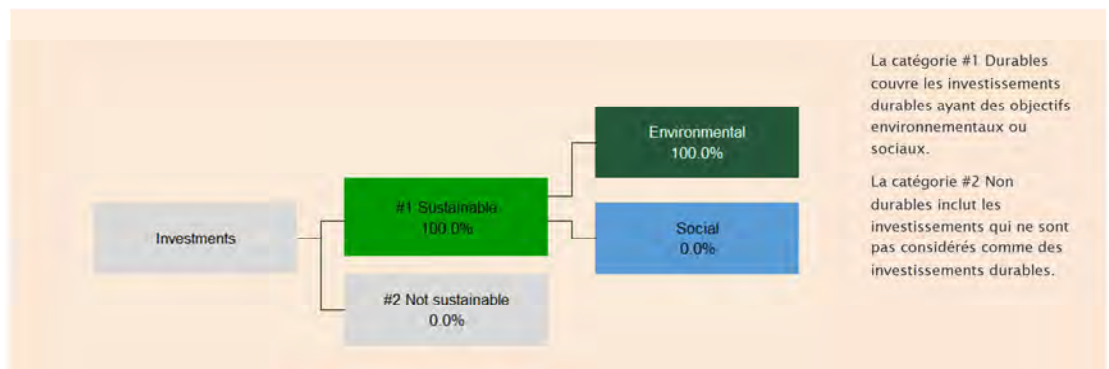 Investments
#1 Sustainable
100.0%
#2 Not sustainable
0.0%
Environmental
100.0%
Social
0.0%
La catégorie #1 Durables
couvre les investissements
durables ayant des objectifs
environnementaux ou
sociaux.
La catégorie #2 Non
durables inclut les
investissements qui ne sont
pas considérés comme des
investissements durables.